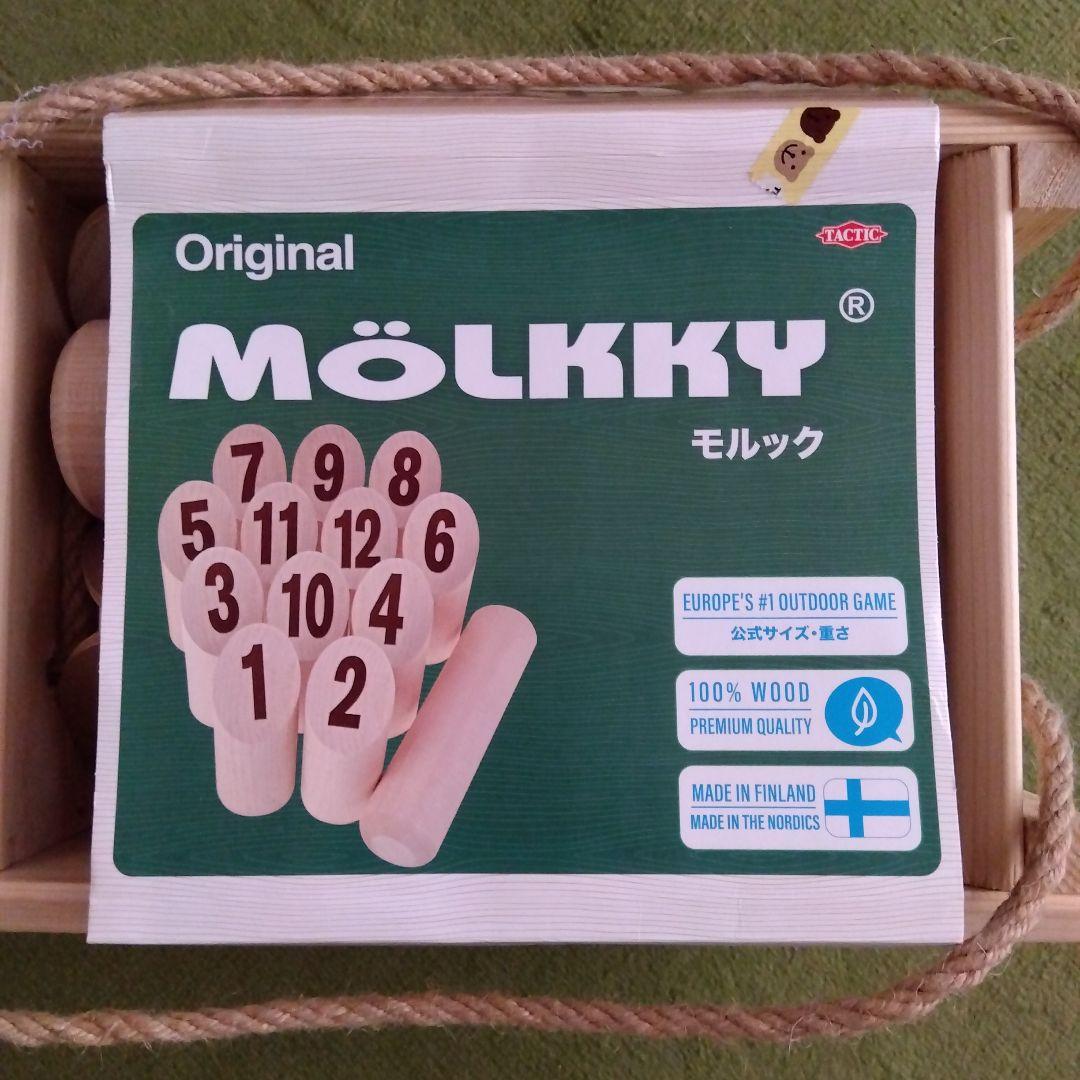 Original
TACTIC
MÖLKKY®
モルック
7 9 8
5 11 12 6
3 10 4
1 2
EUROPE'S #1 OUTDOOR GAME
公式サイズ・重さ
100% WOOD
PREMIUM QUALITY
MADE IN FINLAND
MADE IN THE NORDICS